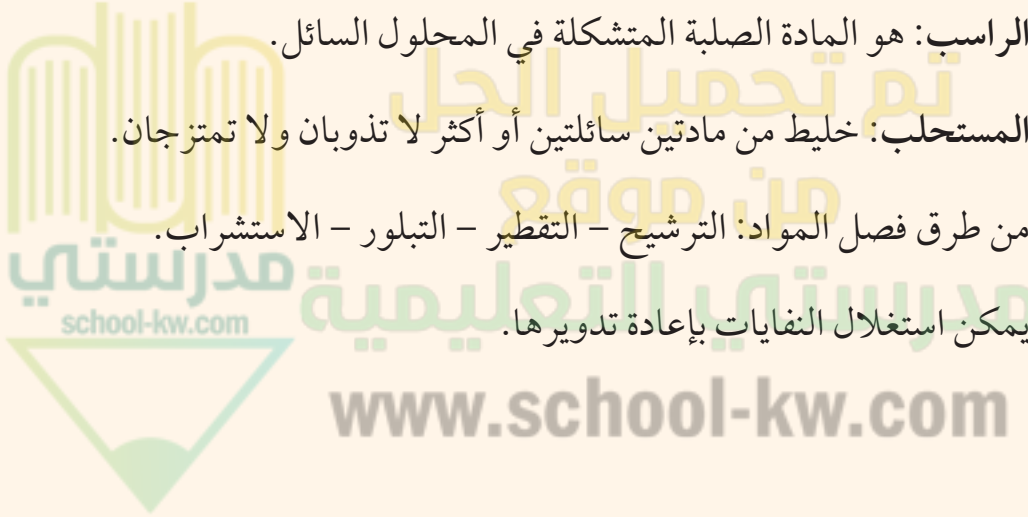 الراسب: هو المادة الصلبة المتشكلة في المحلول السائل.
تم تحميل الحل
المستحلب: خليط من مادتين سائلتين أو أكثر لا تذوبان ولا تمتزجان.
من موقع
من طرق فصل المواد: الترشيح – التقطير – التبلور – الاستشراب.
مدرستي
school-kw.com
مدرستي التعليمية
يمكن استغلال النفايات بإعادة تدويرها.
www.school-kw.com